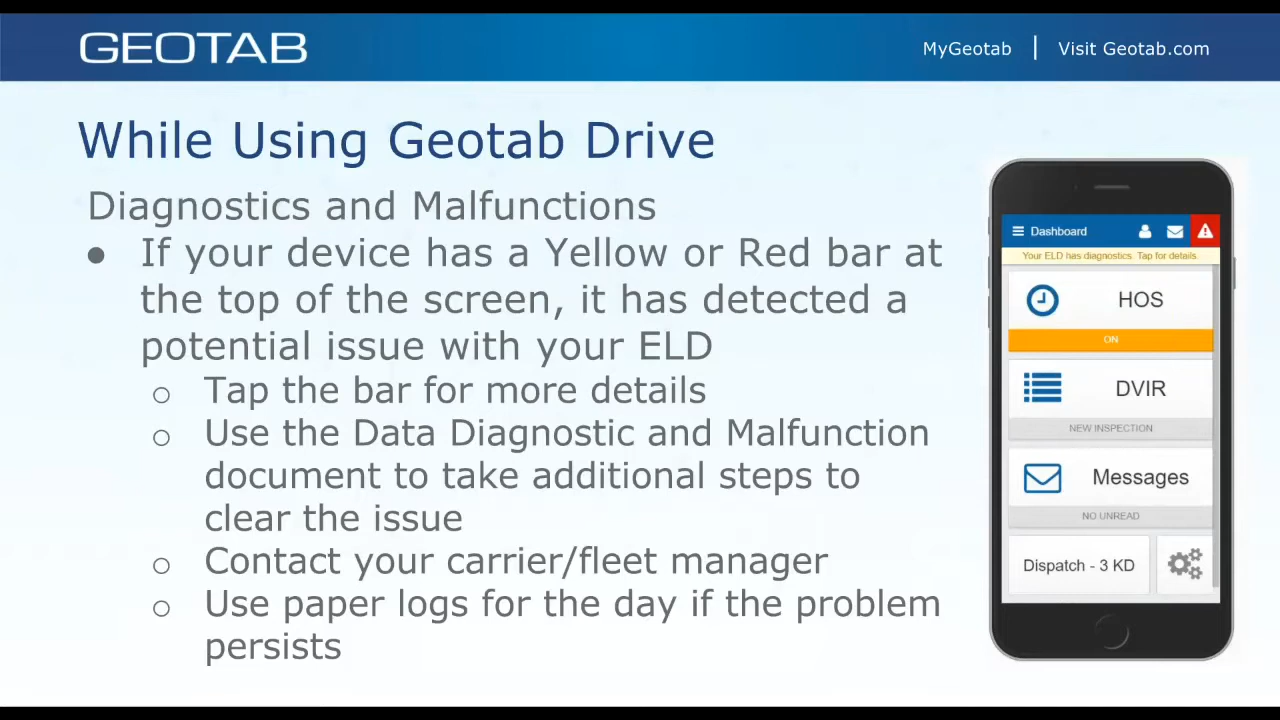 GEOTAB
MyGeotab | Visit Geotab.com
While Using Geotab Drive
Diagnostics and Malfunctions
● If your device has a Yellow or Red bar at
the top of the screen, it has detected a
potential issue with your ELD
○ Tap the bar for more details
○ Use the Data Diagnostic and Malfunction
document to take additional steps to
clear the issue
○ Contact your carrier/fleet manager
○ Use paper logs for the day if the problem
persists
Dashboard
Your ELD has diagnostics. Tap for details.
HOS
ON
DVIR
NEW INSPECTION
Messages
NO UNREAD
Dispatch - 3 KD